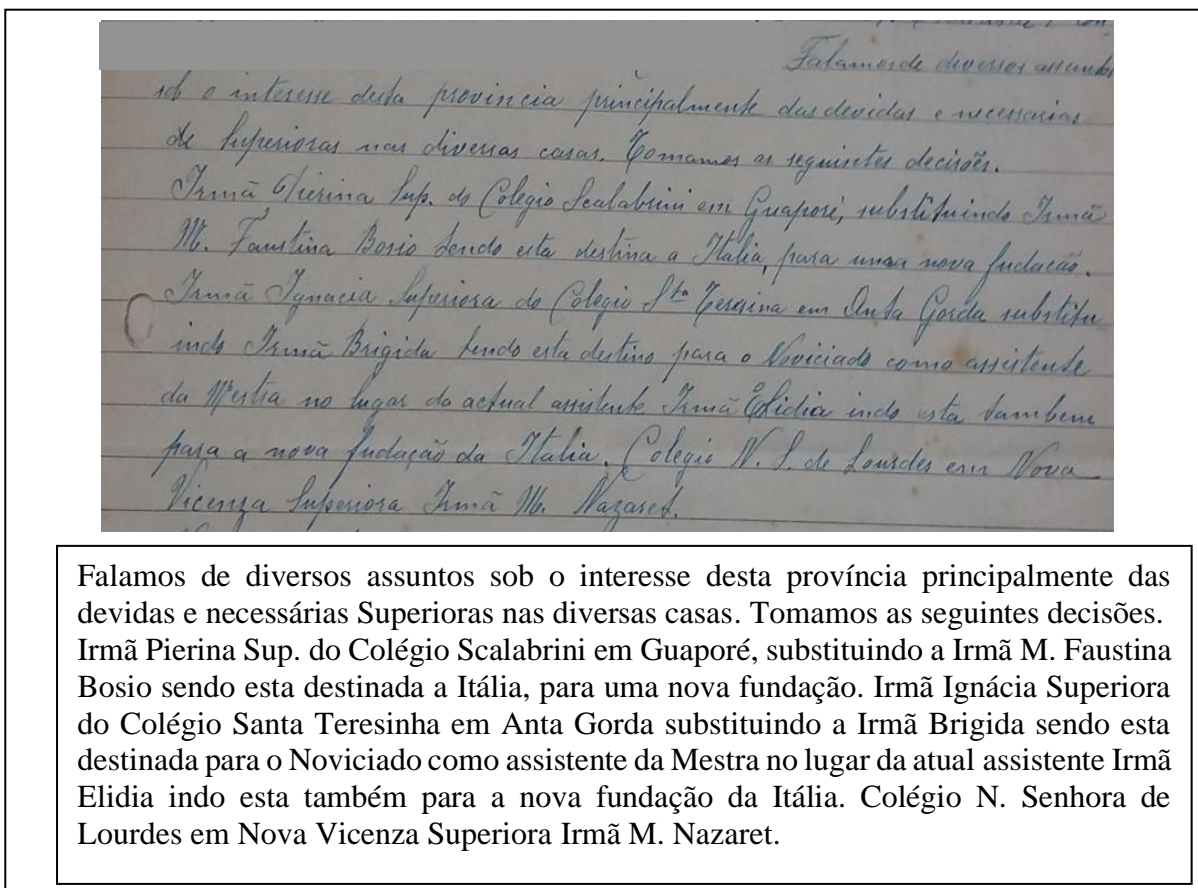 Falamos de diversos assuntos
sob o interesse desta provincia principalmente das devidas e necessarias
de Superioras nas diversas casas. Tomamos as seguisetes decisões.
Irmã Pierina Sup. do Colegio Scalabrini em Guaporé, substituindo Irmã
M. Faustina Bosio sendo esta destina a Italia, para unsa nova fudacão.
Irmã Ignacia Superiora do Colegio Sta Teresina em Anta Gorda substitu
indo Irmã Brigida tendo esta destino para o Noviciado como assistente
da Mestra no lugar da actual assistente Irmã Elidia indo esta tambem
para a nova fudação da Italia. Colegio N. S. de Lourdes em Nova
Vicenza Superiora Irmã M. Nazaret.
Falamos de diversos assuntos sob o interesse desta província principalmente das
devidas e necessárias Superioras nas diversas casas. Tomamos as seguintes decisões.
Irmã Pierina Sup. do Colégio Scalabrini em Guaporé, substituindo a Irmã M. Faustina
Bosio sendo esta destinada a Itália, para uma nova fundação. Irmã Ignácia Superiora
do Colégio Santa Teresinha em Anta Gorda substituindo a Irmã Brigida sendo esta
destinada para o Noviciado como assistente da Mestra no lugar da atual assistente Irmã
Elidia indo esta também para a nova fundação da Itália. Colégio N. Senhora de
Lourdes em Nova Vicenza Superiora Irmã M. Nazaret.